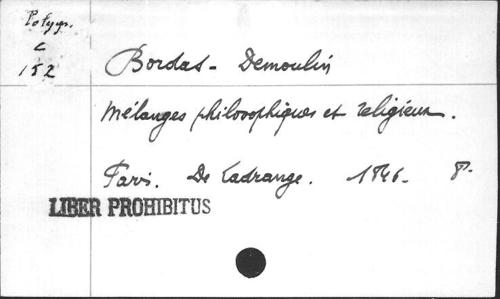 Polygr.
C
152
Bordas-Demoulin
Mélanges philosophiques et religieux.
Paris. De Ladrange. 1846. 8°.
LIBER PROHIBITUS